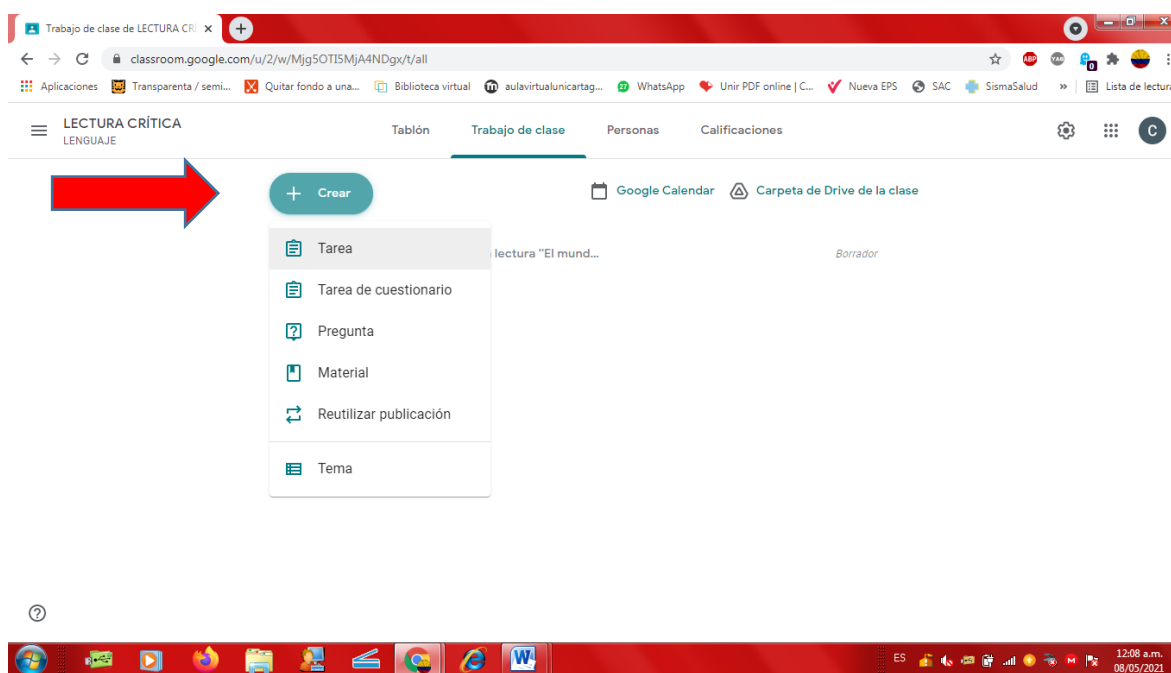 Trabajo de clase de LECTURA CRÍ
classroom.google.com/u/2/w/Mjg5OTI5MjA4NDgx/t/all
ABP
0
Aplicaciones Transparenta / semi... Quitar fondo a una... Biblioteca virtual aulavirtualunicartag... WhatsApp Unir PDF online | C... Nueva EPS SAC SismaSalud » Lista de lectura
LECTURA CRÍTICA
LENGUAJE
Tablón Trabajo de clase Personas Calificaciones
C
+ Crear
Google Calendar Carpeta de Drive de la clase
Tarea
lectura "El mund... Borrador
Tarea de cuestionario
Pregunta
Material
Reutilizar publicación
Tema
ES
12:08 a.m.
08/05/2021